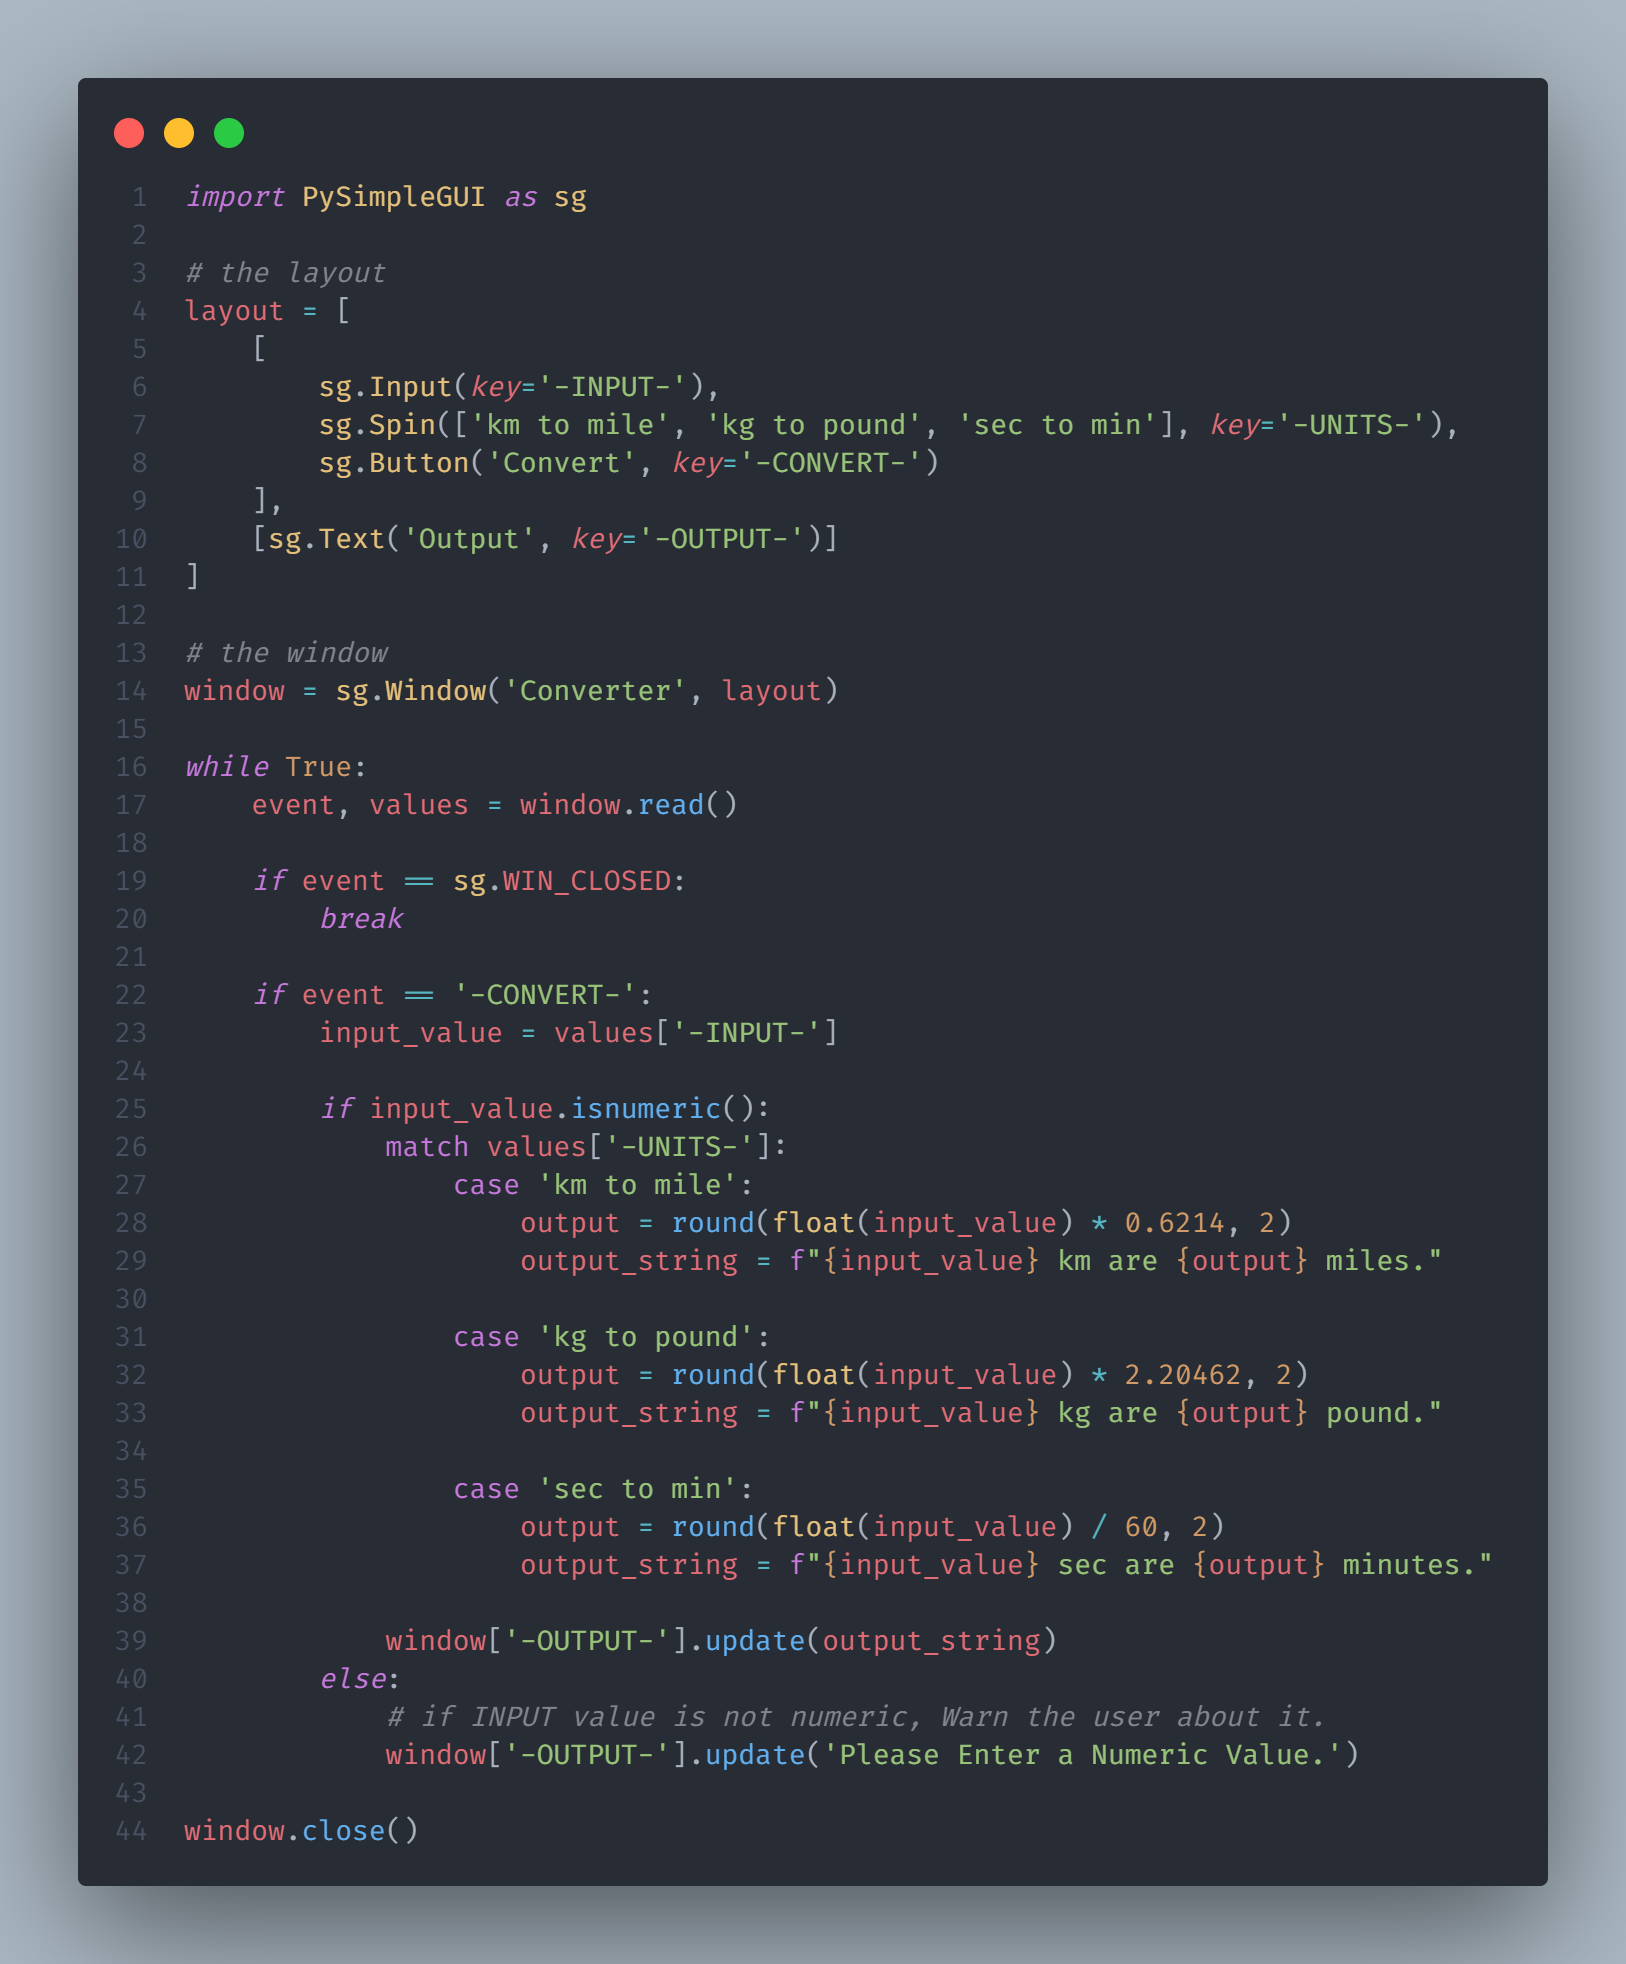 1 import PySimpleGUI as sg
2
3 # the layout
4 layout = [
5     [
6         sg.Input(key='-INPUT-'),
7         sg.Spin(['km to mile', 'kg to pound', 'sec to min'], key='-UNITS-'),
8         sg.Button('Convert', key='-CONVERT-')
9     ],
10     [sg.Text('Output', key='-OUTPUT-')]
11 ]
12
13 # the window
14 window = sg.Window('Converter', layout)
15
16 while True:
17     event, values = window.read()
18
19     if event == sg.WIN_CLOSED:
20         break
21
22     if event == '-CONVERT-':
23         input_value = values['-INPUT-']
24
25         if input_value.isnumeric():
26             match values['-UNITS-']:
27                 case 'km to mile':
28                     output = round(float(input_value) * 0.6214, 2)
29                     output_string = f"{input_value} km are {output} miles."
30
31                 case 'kg to pound':
32                     output = round(float(input_value) * 2.20462, 2)
33                     output_string = f"{input_value} kg are {output} pound."
34
35                 case 'sec to min':
36                     output = round(float(input_value) / 60, 2)
37                     output_string = f"{input_value} sec are {output} minutes."
38
39             window['-OUTPUT-'].update(output_string)
40         else:
41             # if INPUT value is not numeric, Warn the user about it.
42             window['-OUTPUT-'].update('Please Enter a Numeric Value.')
43
44 window.close()